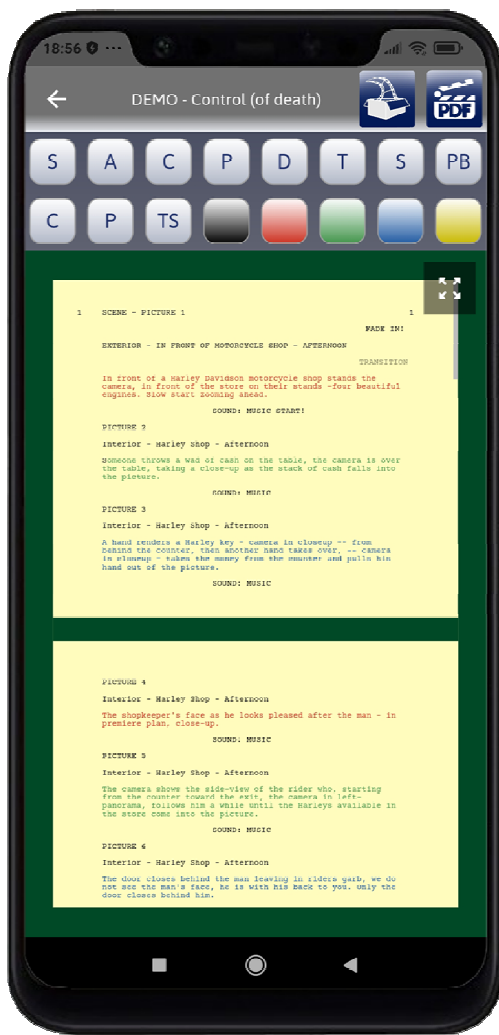 18:56
DEMO - Control (of death)
PDF
S A C P D T S PB
C P TS
1 SCENE - PICTURE 1 1
FADE IN!
EXTERIOR - IN FRONT OF MOTORCYCLE SHOP - AFTERNOON
TRANSITION
In front of a Harley Davidson motorcycle shop stands the
camera, in front of the store on their stands -four beautiful
engines. Slow start zooming ahead.
SOUND: MUSIC START!
PICTURE 2
Interior - Harley Shop - Afternoon
Someone throws a wad of cash on the table, the camera is over
the table, taking a close-up as the stack of cash falls into
the picture.
SOUND: MUSIC
PICTURE 3
Interior - Harley Shop - Afternoon
A hand renders a Harley key - camera in closeup -- from
behind the counter, then another hand takes over, -- camera
in closeup - takes the money from the counter and pulls his
hand out of the picture.
SOUND: MUSIC
PICTURE 4
Interior - Harley Shop - Afternoon
The shopkeeper's face as he looks pleased after the man - in
premiere plan, close-up.
SOUND: MUSIC
PICTURE 5
Interior - Harley Shop - Afternoon
The camera shows the side-view of the rider who, starting
from the counter toward the exit, the camera in left-
panorama, follows him a while until the Harleys available in
the store come into the picture.
SOUND: MUSIC
PICTURE 6
Interior - Harley Shop - Afternoon
The door closes behind the man leaving in riders garb, we do
not see the man's face, he is with his back to you. Only the
door closes behind him.